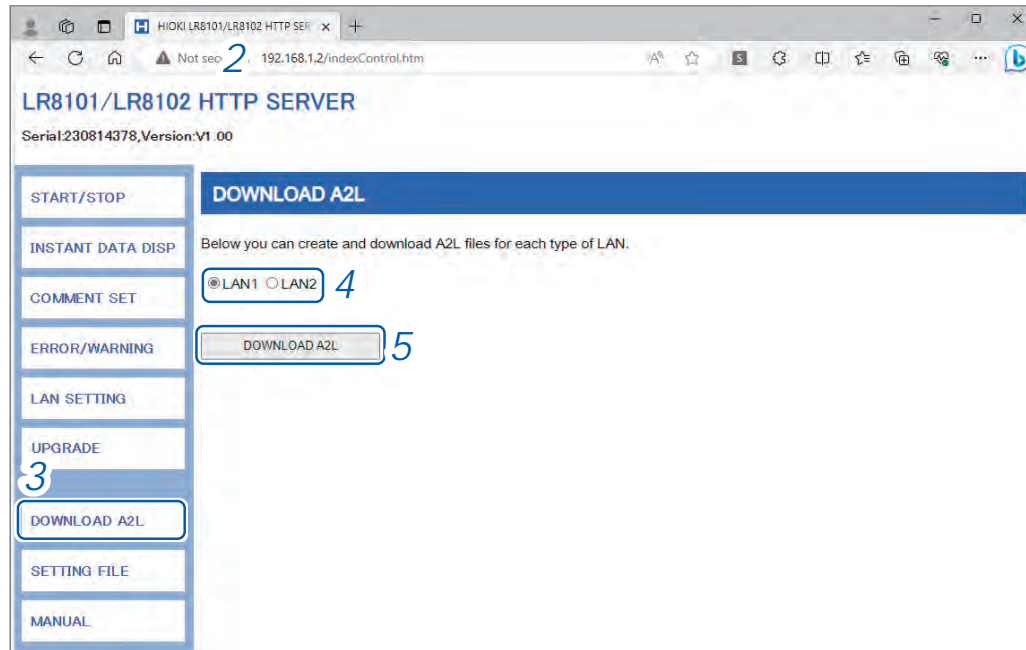 HIOKI LR8101/LR8102 HTTP SER
Not sec 2 192.168.1.2/indexControl.htm
LR8101/LR8102 HTTP SERVER
Serial:230814378,Version:V1.00
START/STOP
INSTANT DATA DISP
COMMENT SET
ERROR/WARNING
LAN SETTING
UPGRADE
3
DOWNLOAD A2L
SETTING FILE
MANUAL
DOWNLOAD A2L
Below you can create and download A2L files for each type of LAN.
LAN1 LAN2 4
DOWNLOAD A2L 5